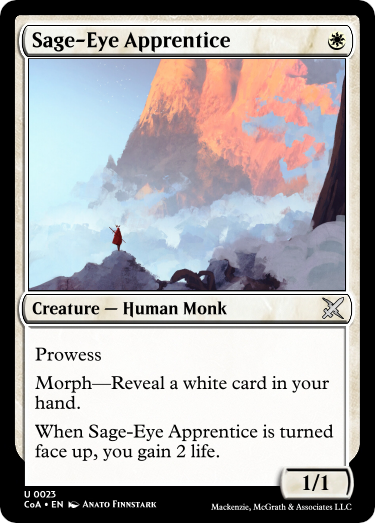 Sage-Eye Apprentice
Creature — Human Monk
Prowess
Morph—Reveal a white card in your
hand.
When Sage-Eye Apprentice is turned
face up, you gain 2 life.
1/1
U 0023
CoA • EN Anato Finnstark
Mackenzie, McGrath & Associates LLC